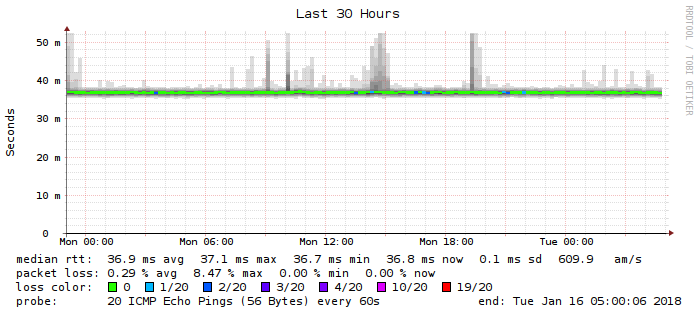 Last 30 Hours
RRDTOOL / TOBI OETIKER
Seconds
50 m
40 m
30 m
20 m
10 m
0
Mon 00:00 Mon 06:00 Mon 12:00 Mon 18:00 Tue 00:00
median rtt: 36.9 ms avg 37.1 ms max 36.7 ms min 36.8 ms now 0.1 ms sd 609.9 am/s
packet loss: 0.29 % avg 8.47 % max 0.00 % min 0.00 % now
loss color: 0 1/20 2/20 3/20 4/20 10/20 19/20
probe: 20 ICMP Echo Pings (56 Bytes) every 60s end: Tue Jan 16 05:00:06 2018